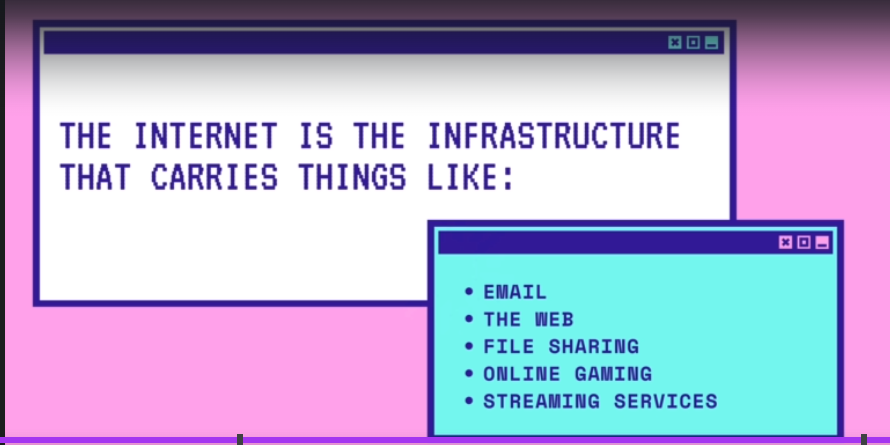 THE INTERNET IS THE INFRASTRUCTURE
THAT CARRIES THINGS LIKE:
• EMAIL
• THE WEB
• FILE SHARING
• ONLINE GAMING
• STREAMING SERVICES